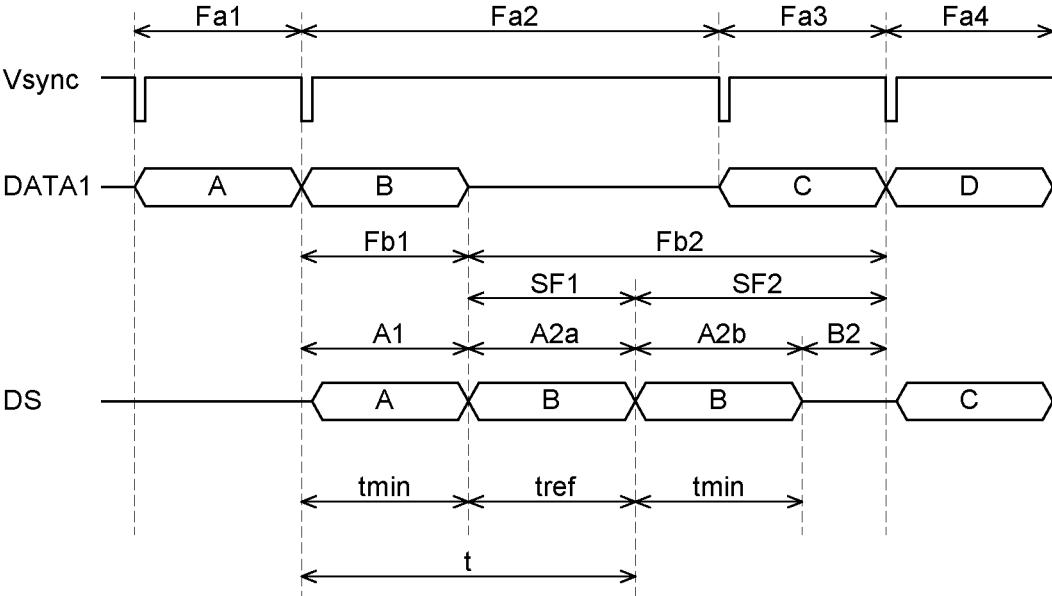 Fa1 Fa2 Fa3 Fa4
Vsync
DATA1 A B C D
Fb1 Fb2
SF1 SF2
A1 A2a A2b B2
DS A B B C
tmin tref tmin
t